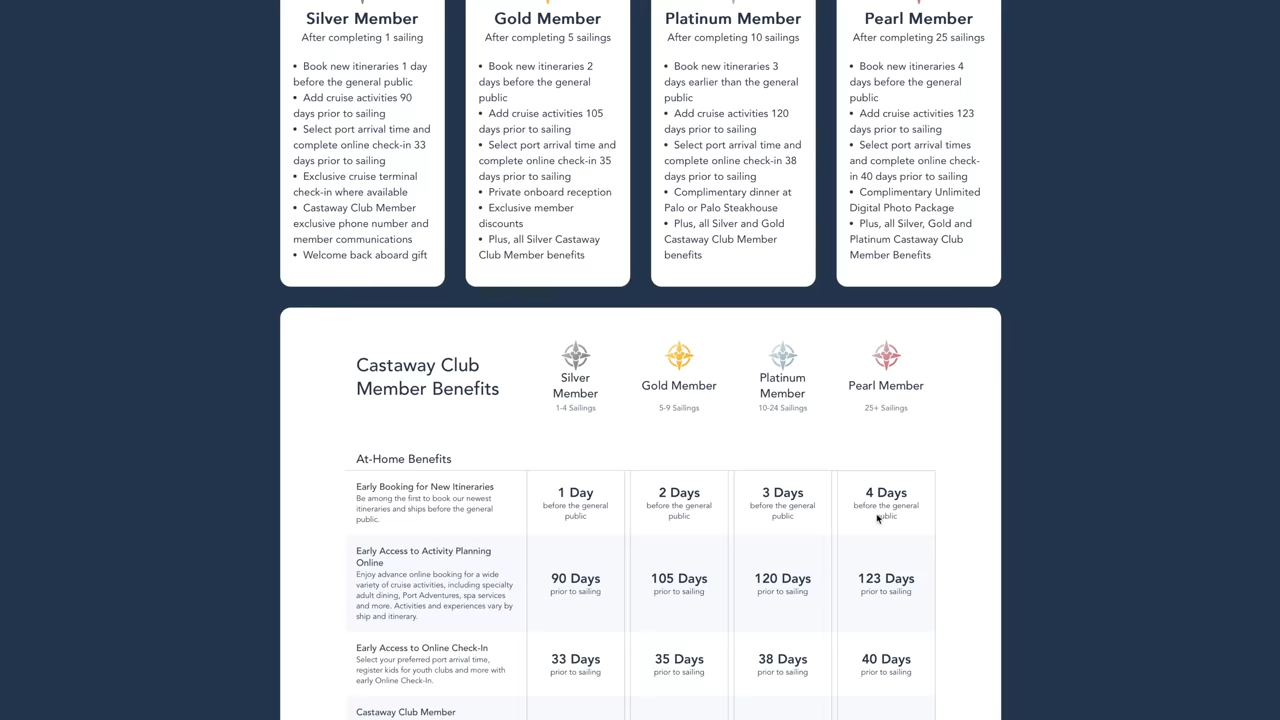 Silver Member
After completing 1 sailing
• Book new itineraries 1 day
before the general public
• Add cruise activities 90
days prior to sailing
• Select port arrival time and
complete online check-in 33
days prior to sailing
• Exclusive cruise terminal
check-in where available
• Castaway Club Member
exclusive phone number and
member communications
• Welcome back aboard gift
Gold Member
After completing 5 sailings
• Book new itineraries 2
days before the general
public
• Add cruise activities 105
days prior to sailing
• Select port arrival time and
complete online check-in 35
days prior to sailing
• Private onboard reception
• Exclusive member
discounts
• Plus, all Silver Castaway
Club Member benefits
Platinum Member
After completing 10 sailings
• Book new itineraries 3
days earlier than the general
public
• Add cruise activities 120
days prior to sailing
• Select port arrival time and
complete online check-in 38
days prior to sailing
• Complimentary dinner at
Palo or Palo Steakhouse
• Plus, all Silver and Gold
Castaway Club Member
benefits
Pearl Member
After completing 25 sailings
• Book new itineraries 4
days before the general
public
• Add cruise activities 123
days prior to sailing
• Select port arrival times
and complete online check-
in 40 days prior to sailing
• Complimentary Unlimited
Digital Photo Package
• Plus, all Silver, Gold and
Platinum Castaway Club
Member Benefits
Castaway Club
Member Benefits
Silver
Member
1-4 Sailings
Gold Member
5-9 Sailings
Platinum
Member
10-24 Sailings
Pearl Member
25+ Sailings
At-Home Benefits
Early Booking for New Itineraries
Be among the first to book our newest
itineraries and ships before the general
public.
1 Day
before the general
public
2 Days
before the general
public
3 Days
before the general
public
4 Days
before the general
public
Early Access to Activity Planning
Online
Enjoy advance online booking for a wide
variety of cruise activities, including specialty
adult dining, Port Adventures, spa services
and more. Activities and experiences vary by
ship and itinerary.
90 Days
prior to sailing
105 Days
prior to sailing
120 Days
prior to sailing
123 Days
prior to sailing
Early Access to Online Check-In
Select your preferred port arrival time,
register kids for youth clubs and more with
early Online Check-In.
33 Days
prior to sailing
35 Days
prior to sailing
38 Days
prior to sailing
40 Days
prior to sailing
Castaway Club Member